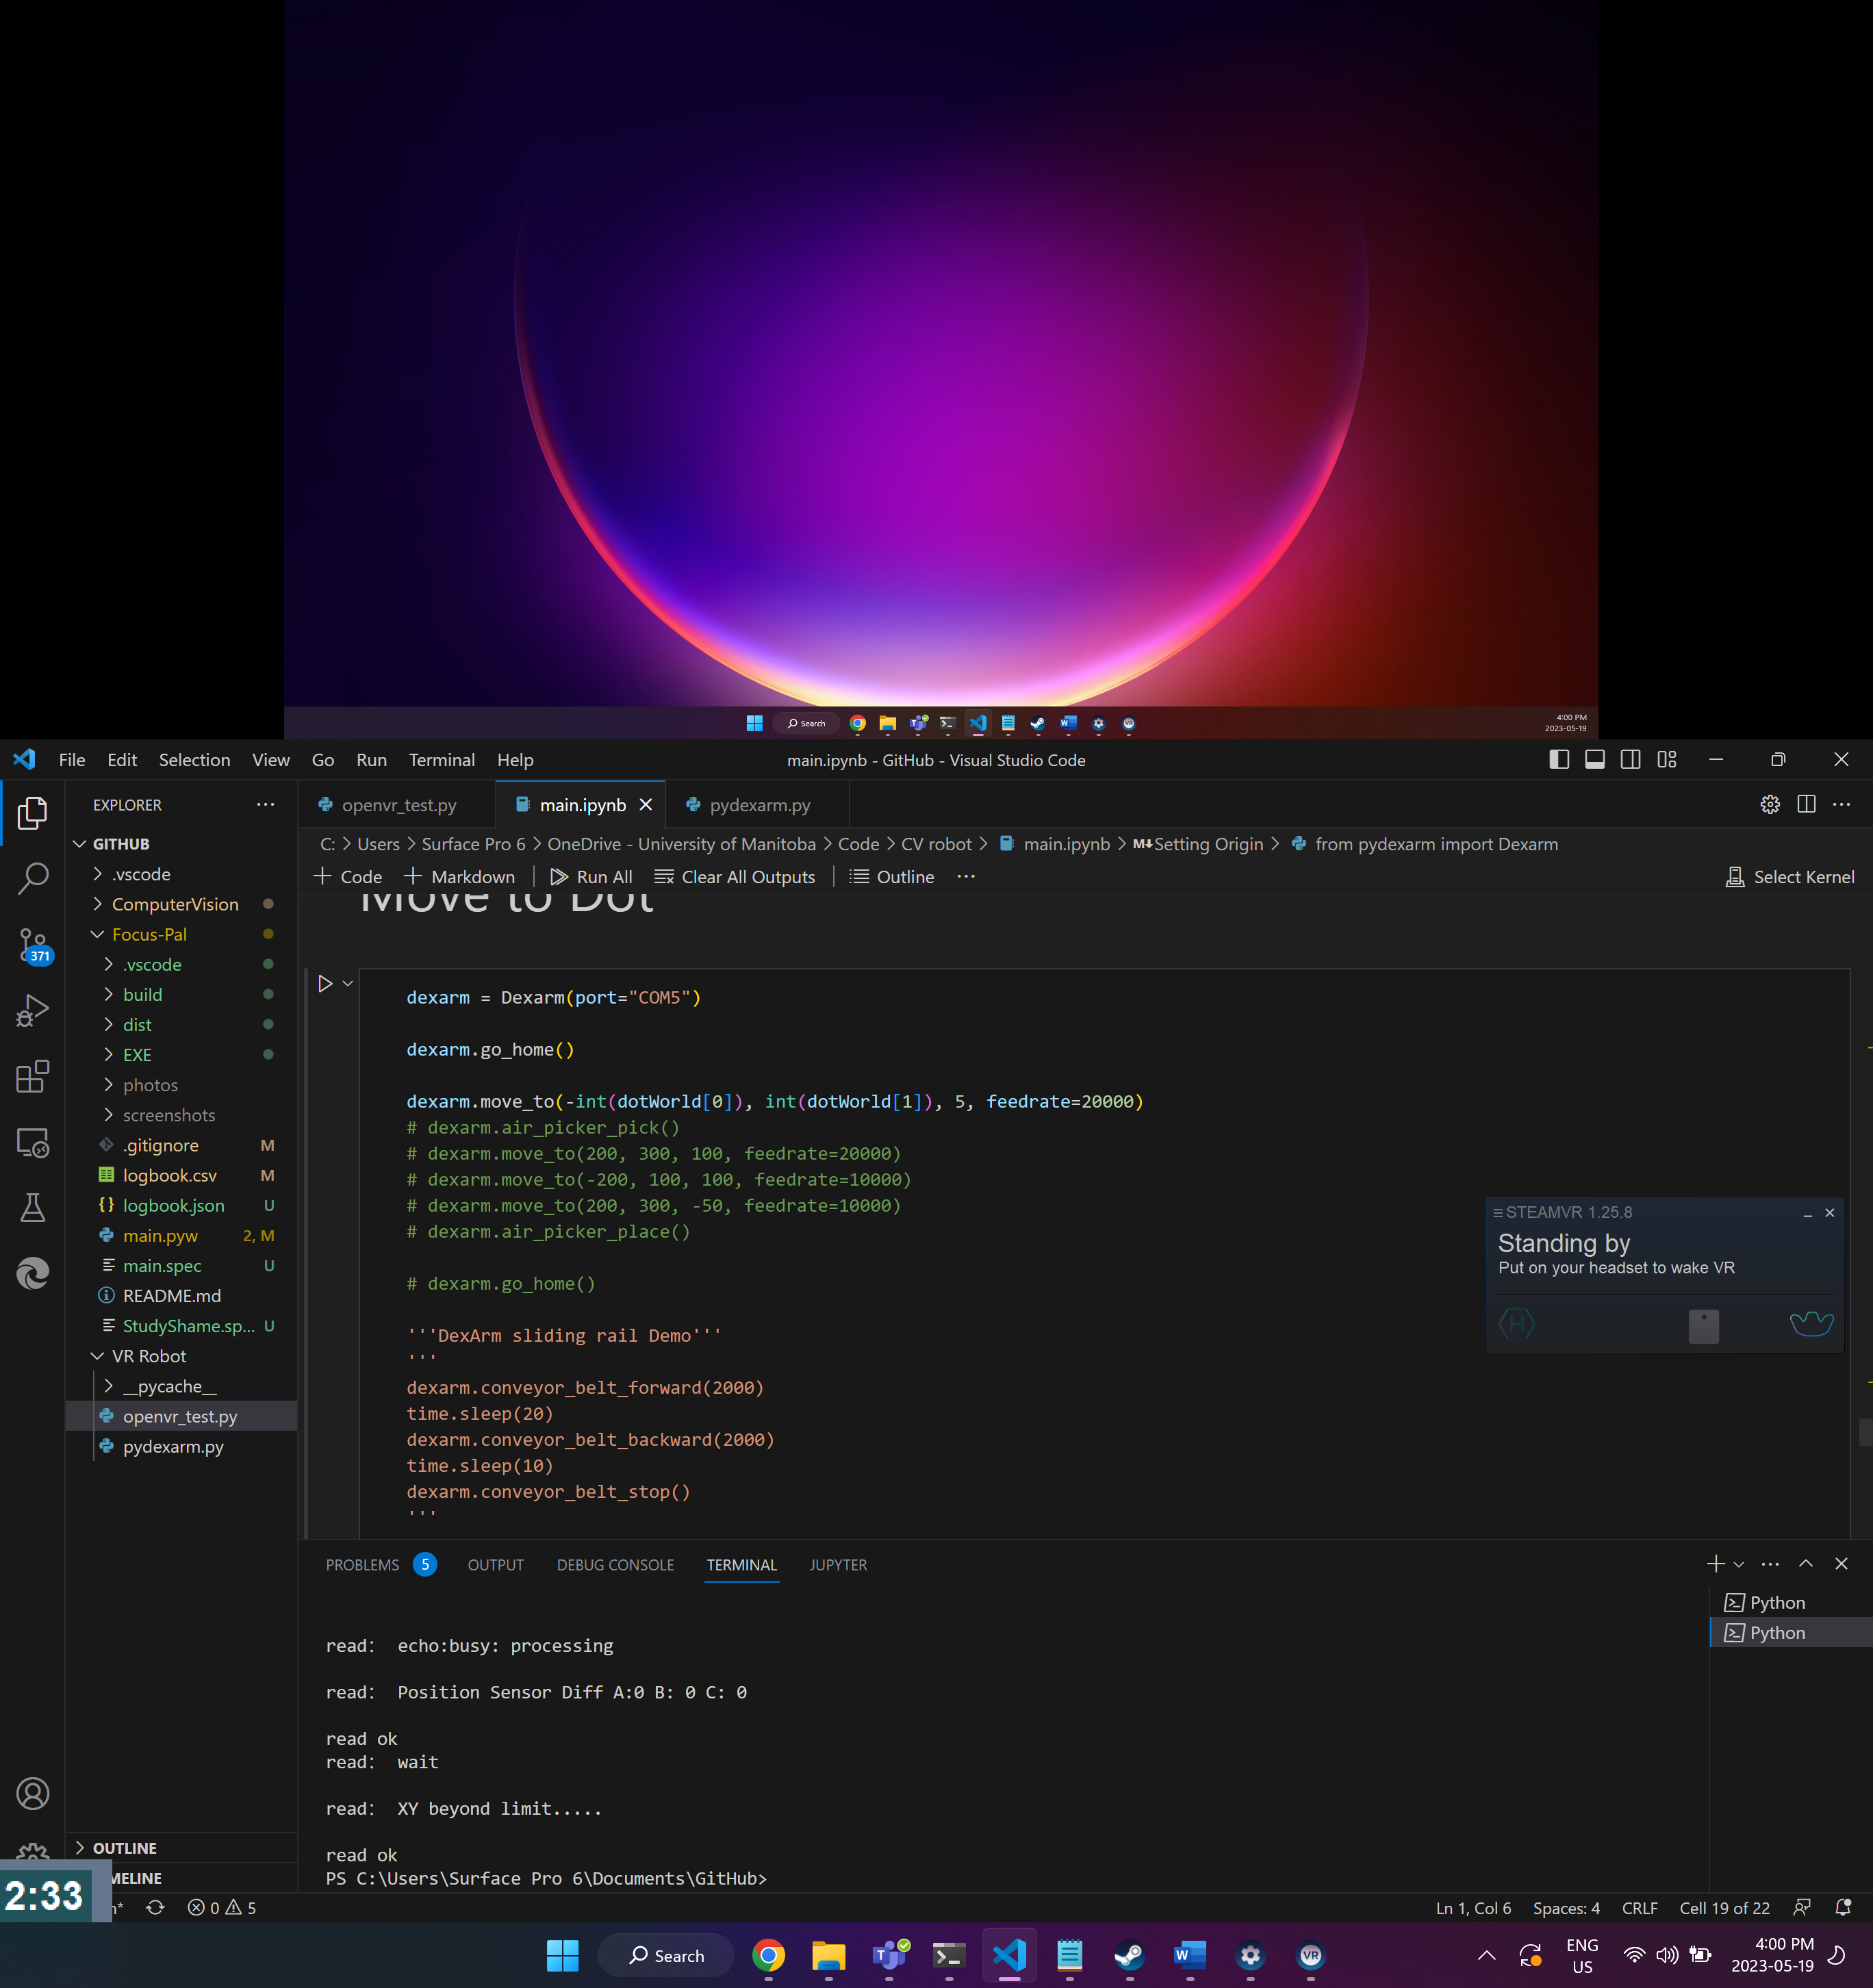 Search
4:00 PM
2023-05-19
File Edit Selection View Go Run Terminal Help
main.ipynb - GitHub - Visual Studio Code
EXPLORER
GITHUB
.vscode
ComputerVision
Focus-Pal
.vscode
build
dist
EXE
photos
screenshots
.gitignore M
logbook.csv M
logbook.json U
main.pyw 2, M
main.spec U
README.md
StudyShame.sp... U
VR Robot
__pycache__
openvr_test.py
pydexarm.py
OUTLINE
MELINE
371
openvr_test.py main.ipynb pydexarm.py
C: > Users > Surface Pro 6 > OneDrive - University of Manitoba > Code > CV robot > main.ipynb > M↓Setting Origin > from pydexarm import Dexarm
+ Code + Markdown Run All Clear All Outputs Outline ... Select Kernel
Move to Dot
dexarm = Dexarm(port="COM5")
dexarm.go_home()
dexarm.move_to(-int(dotWorld[0]), int(dotWorld[1]), 5, feedrate=20000)
# dexarm.air_picker_pick()
# dexarm.move_to(200, 300, 100, feedrate=20000)
# dexarm.move_to(-200, 100, 100, feedrate=10000)
# dexarm.move_to(200, 300, -50, feedrate=10000)
# dexarm.air_picker_place()
# dexarm.go_home()
'''DexArm sliding rail Demo'''
'''
dexarm.conveyor_belt_forward(2000)
time.sleep(20)
dexarm.conveyor_belt_backward(2000)
time.sleep(10)
dexarm.conveyor_belt_stop()
'''
STEAMVR 1.25.8
Standing by
Put on your headset to wake VR
PROBLEMS 5 OUTPUT DEBUG CONSOLE TERMINAL JUPYTER
read: echo:busy: processing
read: Position Sensor Diff A:0 B: 0 C: 0
read ok
read: wait
read: XY beyond limit.....
read ok
PS C:\Users\Surface Pro 6\Documents\GitHub>
Python
Python
2:33
0 5
Ln 1, Col 6 Spaces: 4 CRLF Cell 19 of 22
Search
ENG
US
4:00 PM
2023-05-19